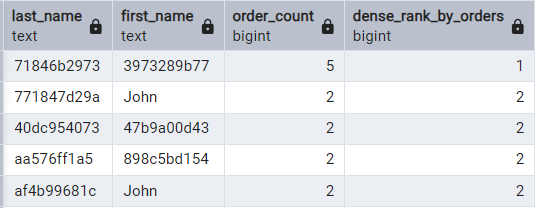 last_name first_name order_count dense_rank_by_orders
text text bigint bigint
71846b2973 3973289b77 5 1
771847d29a John 2 2
40dc954073 47b9a00d43 2 2
aa576ff1a5 898c5bd154 2 2
af4b99681c John 2 2